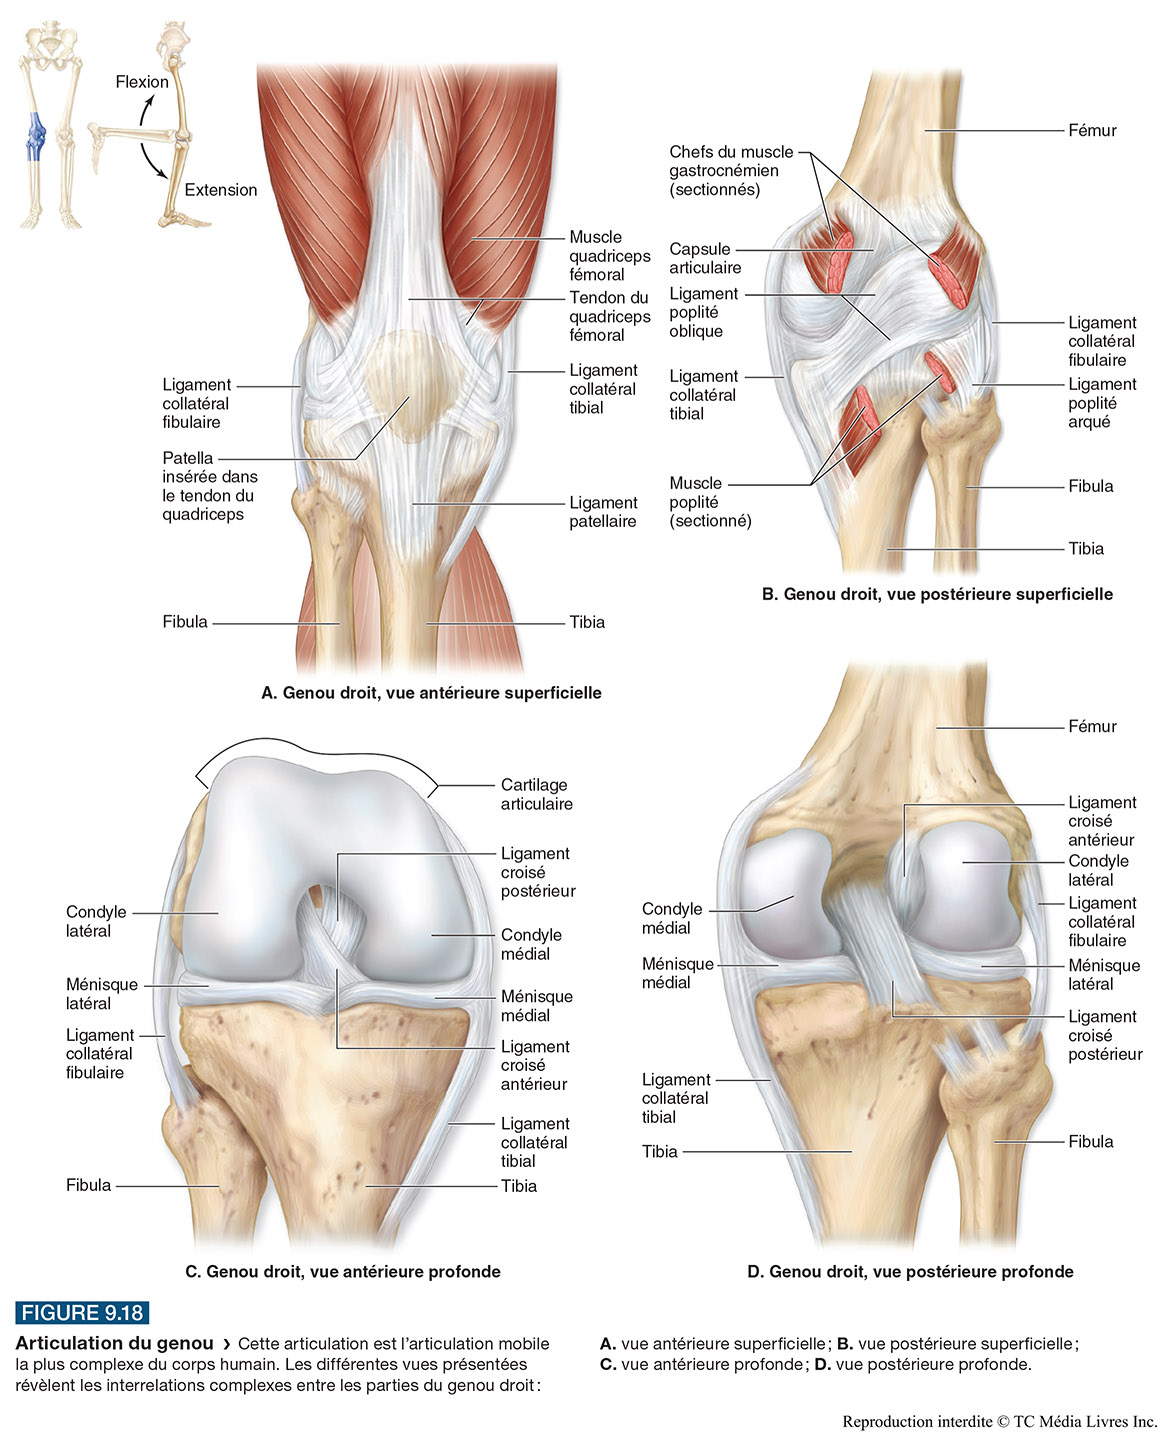 Flexion
Extension
Muscle
quadriceps
fémoral
Tendon du
quadriceps
fémoral
Ligament
collatéral
fibulaire
Ligament
collatéral
tibial
Patella
insérée dans
le tendon du
quadriceps
Ligament
patellaire
Fibula
Tibia
A. Genou droit, vue antérieure superficielle
Fémur
Chefs du muscle
gastrocnémien
(sectionnés)
Capsule
articulaire
Ligament
poplité
oblique
Ligament
collatéral
fibulaire
Ligament
collatéral
tibial
Ligament
poplité
arqué
Muscle
poplité
(sectionné)
Fibula
Tibia
B. Genou droit, vue postérieure superficielle
Cartilage
articulaire
Ligament
croisé
postérieur
Condyle
latéral
Condyle
médial
Ménisque
latéral
Ménisque
médial
Ligament
collatéral
fibulaire
Ligament
croisé
antérieur
Ligament
collatéral
tibial
Fibula
Tibia
C. Genou droit, vue antérieure profonde
Fémur
Ligament
croisé
antérieur
Condyle
latéral
Condyle
médial
Ligament
collatéral
fibulaire
Ménisque
médial
Ménisque
latéral
Ligament
croisé
postérieur
Ligament
collatéral
tibial
Tibia
Fibula
D. Genou droit, vue postérieure profonde
FIGURE 9.18
Articulation du genou › Cette articulation est l'articulation mobile
la plus complexe du corps humain. Les différentes vues présentées
révèlent les interrelations complexes entre les parties du genou droit :
A. vue antérieure superficielle ; B. vue postérieure superficielle ;
C. vue antérieure profonde ; D. vue postérieure profonde.
Reproduction interdite © TC Média Livres Inc.